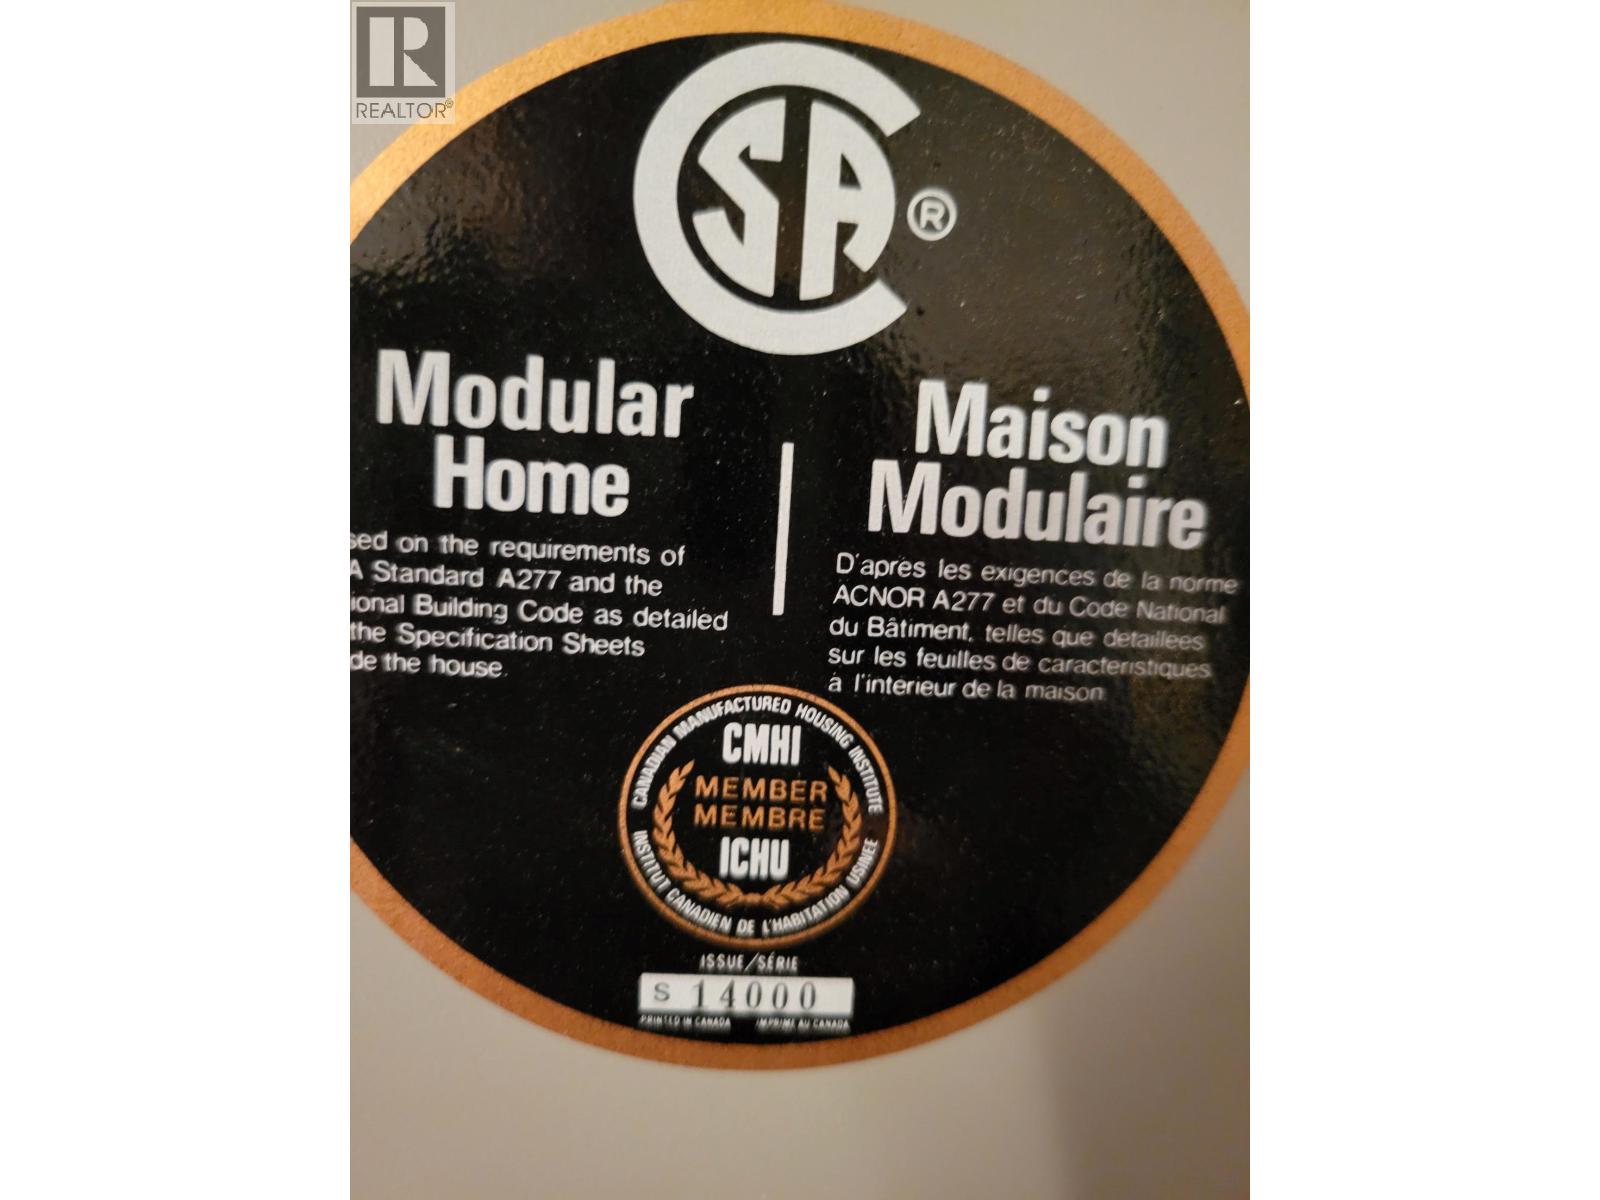 R
REALTOR®
CSA ®
Modular
Home
sed on the requirements of
A Standard A277 and the
ional Building Code as detailed
the Specification Sheets
de the house.
Maison
Modulaire
D'après les exigences de la norme
ACNOR A277 et du Code National
du Bâtiment, telles que detaillées
sur les feuilles de caracteristiques
à l'interieur de la maison
CANADIAN MANUFACTURED HOUSING INSTITUTE
CMHI
MEMBER
MEMBRE
ICHU
INSTITUT CANADIEN DE L'HABITATION USINÉE
ISSUE/SÉRIE
S 14000
PRINTED IN CANADA IMPRIMÉ AU CANADA